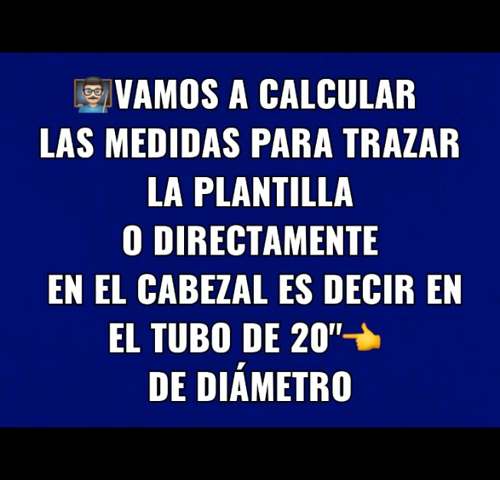 VAMOS A CALCULAR
LAS MEDIDAS PARA TRAZAR
LA PLANTILLA
O DIRECTAMENTE
EN EL CABEZAL ES DECIR EN
EL TUBO DE 20"
DE DIÁMETRO